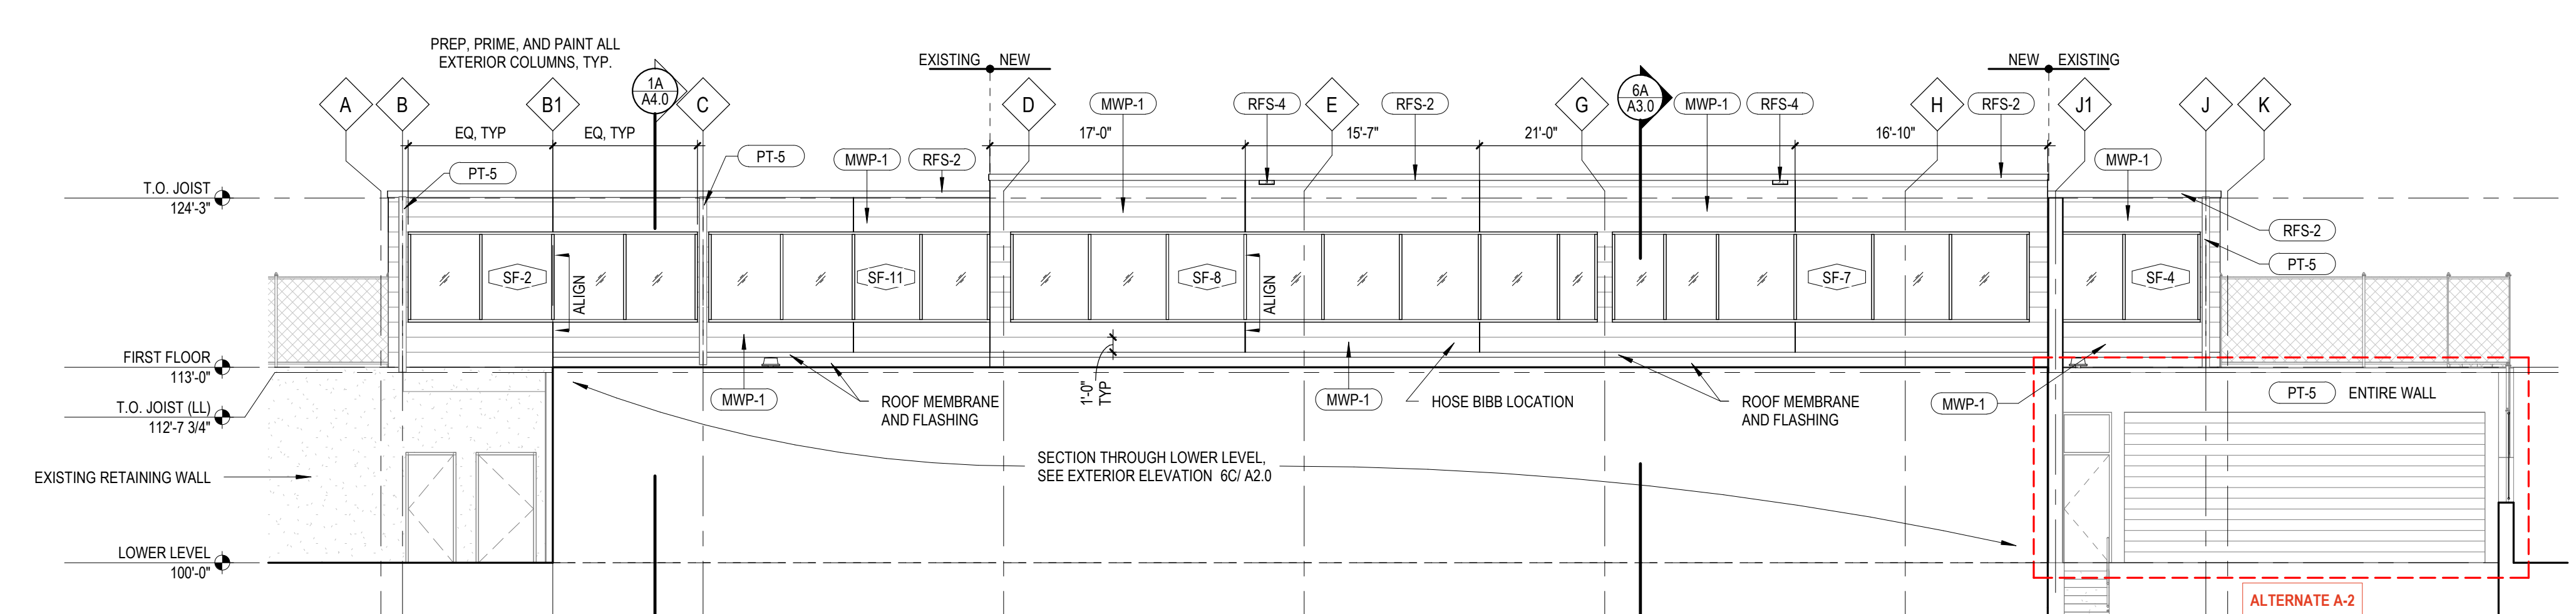 PREP, PRIME, AND PAINT ALL
EXTERIOR COLUMNS, TYP.
EXISTING NEW
NEW EXISTING
A
B
B1
1A
A4.0
C
D
MWP-1
RFS-4
E
RFS-2
G
6A
A3.0
MWP-1
RFS-4
H
RFS-2
J1
J
K
EQ, TYP
EQ, TYP
17'-0"
15'-7"
21'-0"
16'-10"
PT-5
PT-5
MWP-1
RFS-2
MWP-1
T.O. JOIST
124'-3"
RFS-2
PT-5
SF-2
ALIGN
SF-11
SF-8
ALIGN
SF-7
SF-4
FIRST FLOOR
113'-0"
T.O. JOIST (LL)
112'-7 3/4"
MWP-1
ROOF MEMBRANE
AND FLASHING
1'-0"
TYP
MWP-1
HOSE BIBB LOCATION
ROOF MEMBRANE
AND FLASHING
MWP-1
PT-5 ENTIRE WALL
EXISTING RETAINING WALL
SECTION THROUGH LOWER LEVEL,
SEE EXTERIOR ELEVATION 6C/ A2.0
LOWER LEVEL
100'-0"
ALTERNATE A-2